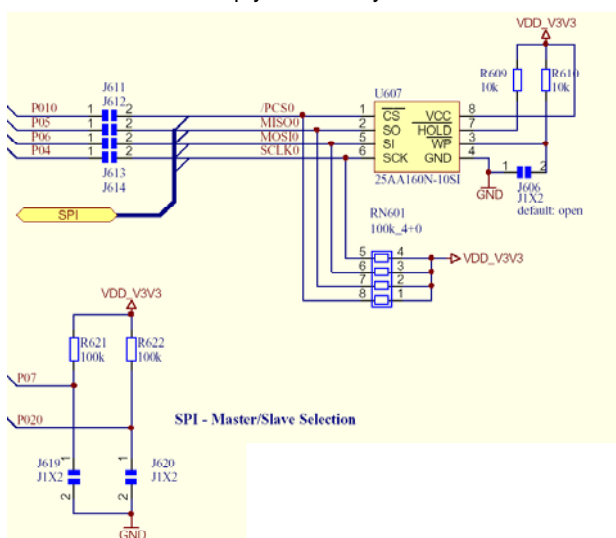 VDD_V3V3
J611
J612
U607
R609
10k
R610
10k
P010 1 2 /PCS0 1 CS VCC 8
P05 1 2 MISO0 2 SO HOLD 7
P06 1 2 MOSI0 5 SI WP 3
P04 1 2 SCLK0 6 SCK GND 4
J613
J614
25AA160N-10SI
1 2
GND
J606
J1X2
default: open
SPI
RN601
100k_4+0
5 4
6 3
7 2
8 1
VDD_V3V3
VDD_V3V3
R621
100k
R622
100k
P07
P020
SPI - Master/Slave Selection
J619
J1X2
1
2
J620
J1X2
1
2
GND